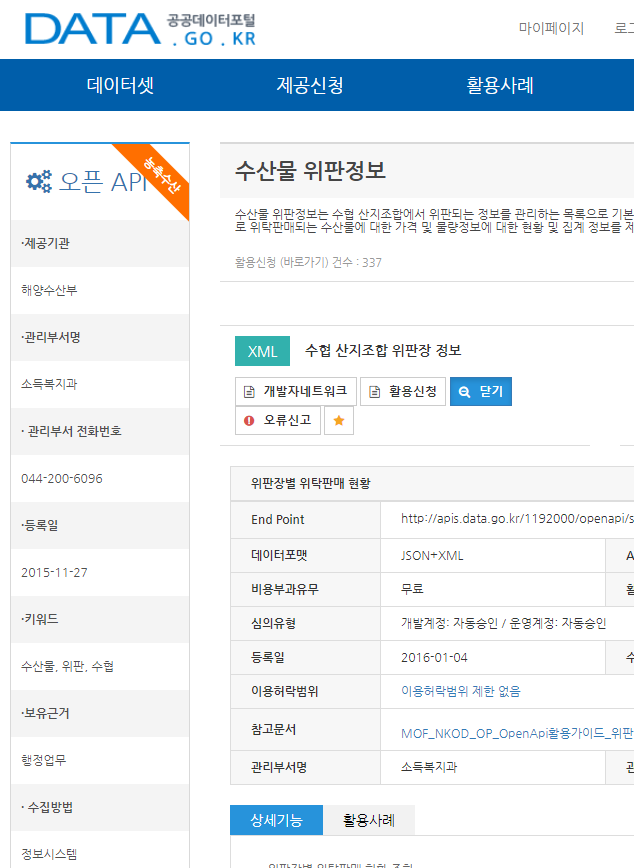 DATA 공공데이터포털
. GO . KR
마이페이지
데이터셋 제공신청 활용사례
오픈 API
농축수산
·제공기관
해양수산부
·관리부서명
소득복지과
· 관리부서 전화번호
044-200-6096
·등록일
2015-11-27
·키워드
수산물, 위판, 수협
·보유근거
행정업무
· 수집방법
정보시스템
수산물 위판정보
수산물 위판정보는 수협 산지조합에서 위판되는 정보를 관리하는 목록으로 기본
로 위탁판매되는 수산물에 대한 가격 및 물량정보에 대한 현황 및 집계 정보를 제
활용신청 (바로가기) 건수 : 337
XML 수협 산지조합 위판장 정보
개발자네트워크 활용신청 닫기
오류신고
위판장별 위탁판매 현황
End Point http://apis.data.go.kr/1192000/openapi/s
데이터포맷 JSON+XML
비용부과유무 무료
심의유형 개발계정: 자동승인 / 운영계정: 자동승인
등록일 2016-01-04
이용허락범위 이용허락범위 제한 없음
참고문서 MOF_NKOD_OP_OpenApi활용가이드_위판
관리부서명 소득복지과
상세기능 활용사례